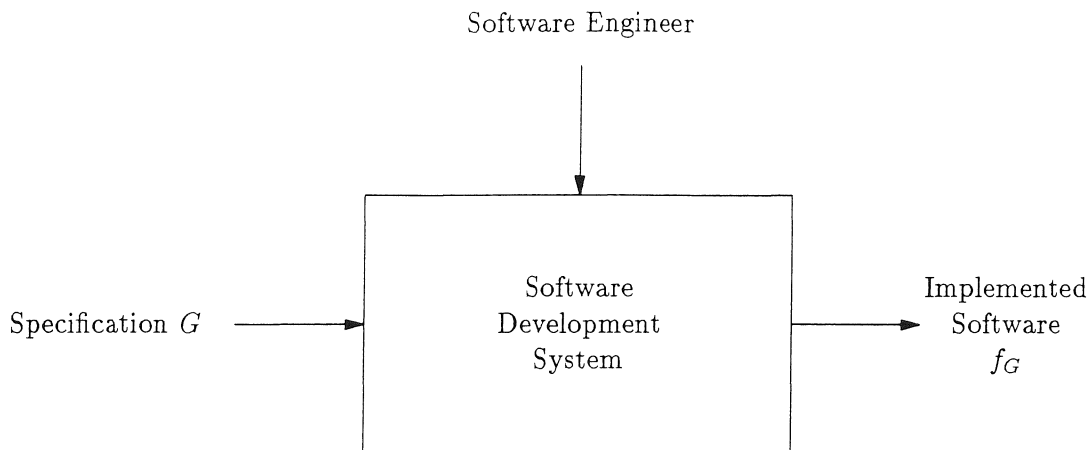 Software Engineer
Specification G
Software
Development
System
Implemented
Software
f_G